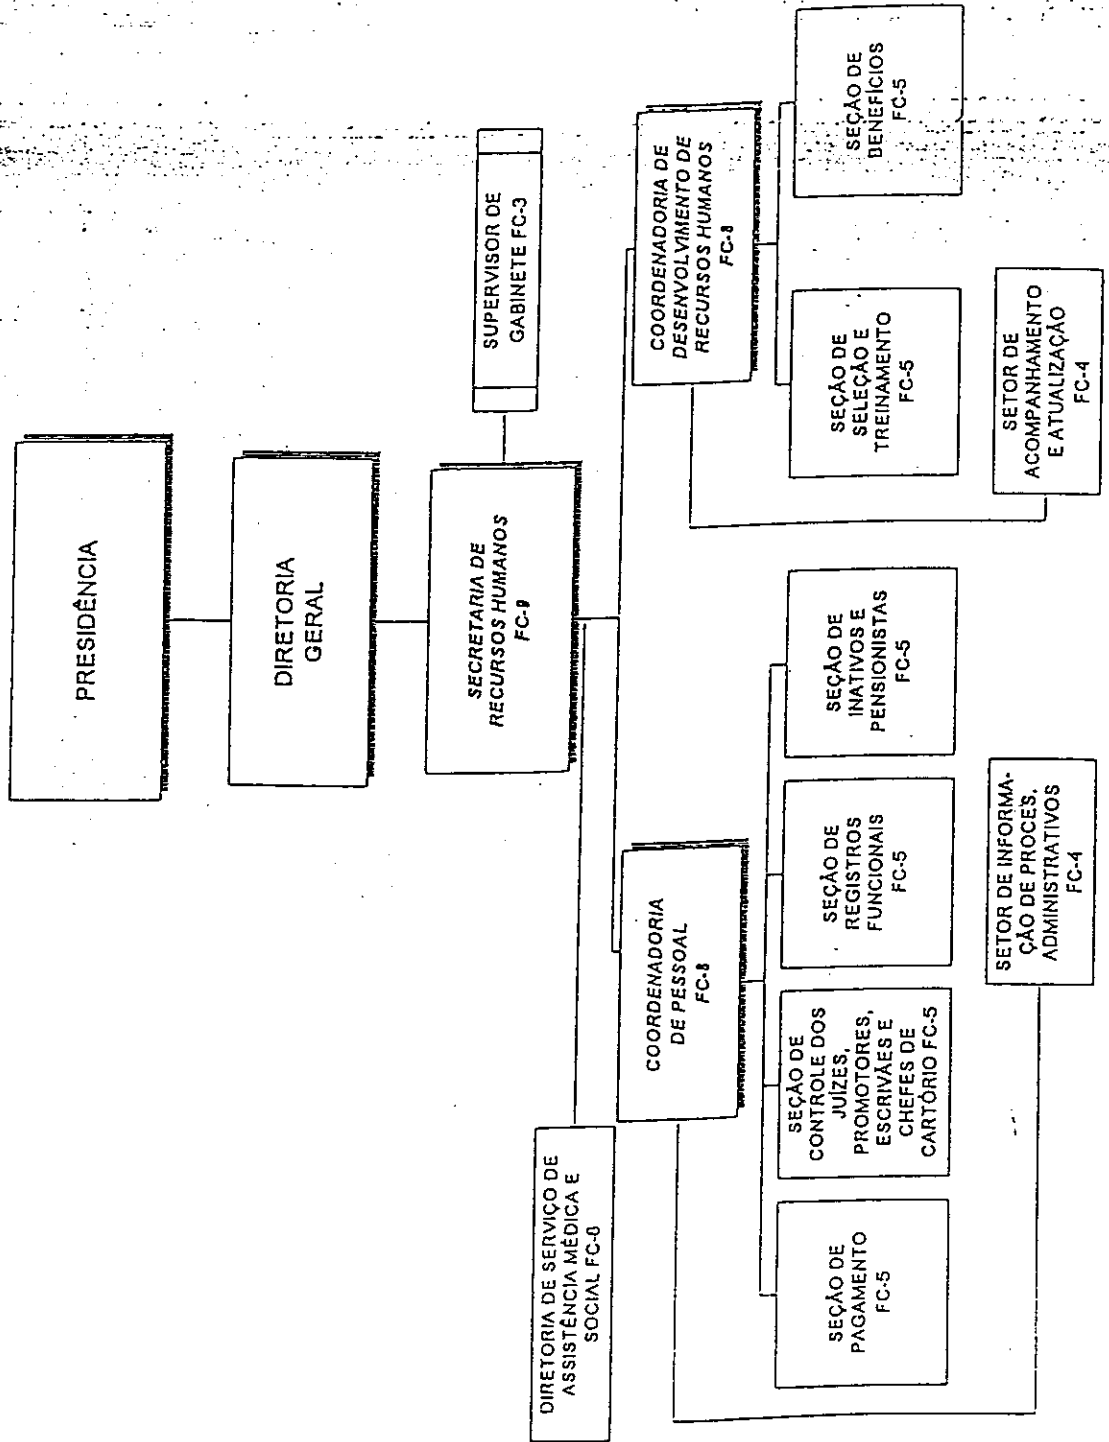 PRESIDÊNCIA
DIRETORIA
GERAL
SECRETARIA DE
RECURSOS HUMANOS
FC-9
SUPERVISOR DE
GABINETE FC-3
DIRETORIA DE SERVIÇO DE
ASSISTÊNCIA MÉDICA E
SOCIAL
COORDENADORIA
DE PESSOAL
FC-8
COORDENADORIA DE
DESENVOLVIMENTO DE
RECURSOS HUMANOS
FC-8
SEÇÃO DE
PAGAMENTO
FC-5
SEÇÃO DE
CONTROLE DOS
JUÍZES,
PROMOTORES,
ESCRIVÃES E
CHEFES DE
CARTÓRIO FC-5
SEÇÃO DE
REGISTROS
FUNCIONAIS
FC-5
SEÇÃO DE
INATIVOS E
PENSIONISTAS
FC-5
SEÇÃO DE
SELEÇÃO E
TREINAMENTO
FC-5
SEÇÃO DE
BENEFÍCIOS
FC-5
SETOR DE INFORMA-
ÇÃO DE PROCES.
ADMINISTRATIVOS
FC-4
SETOR DE
ACOMPANHAMENTO
E ATUALIZAÇÃO
FC-4